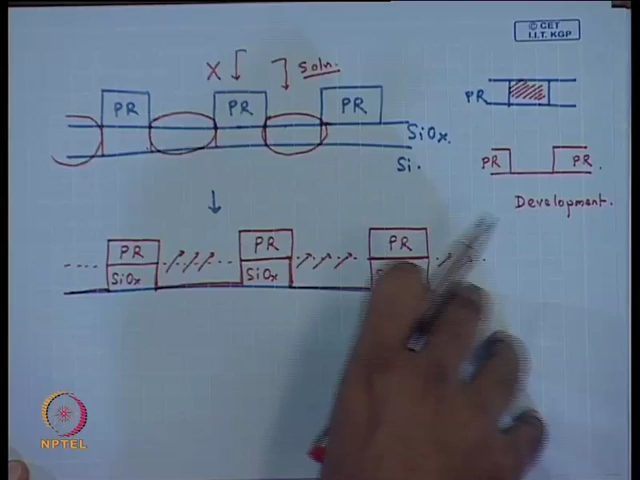 © CET
I.I.T. KGP
X Soln.
PR PR PR
SiOx
Si.
PR
PR PR
Development.
PR PR PR
SiOx SiOx
NPTEL